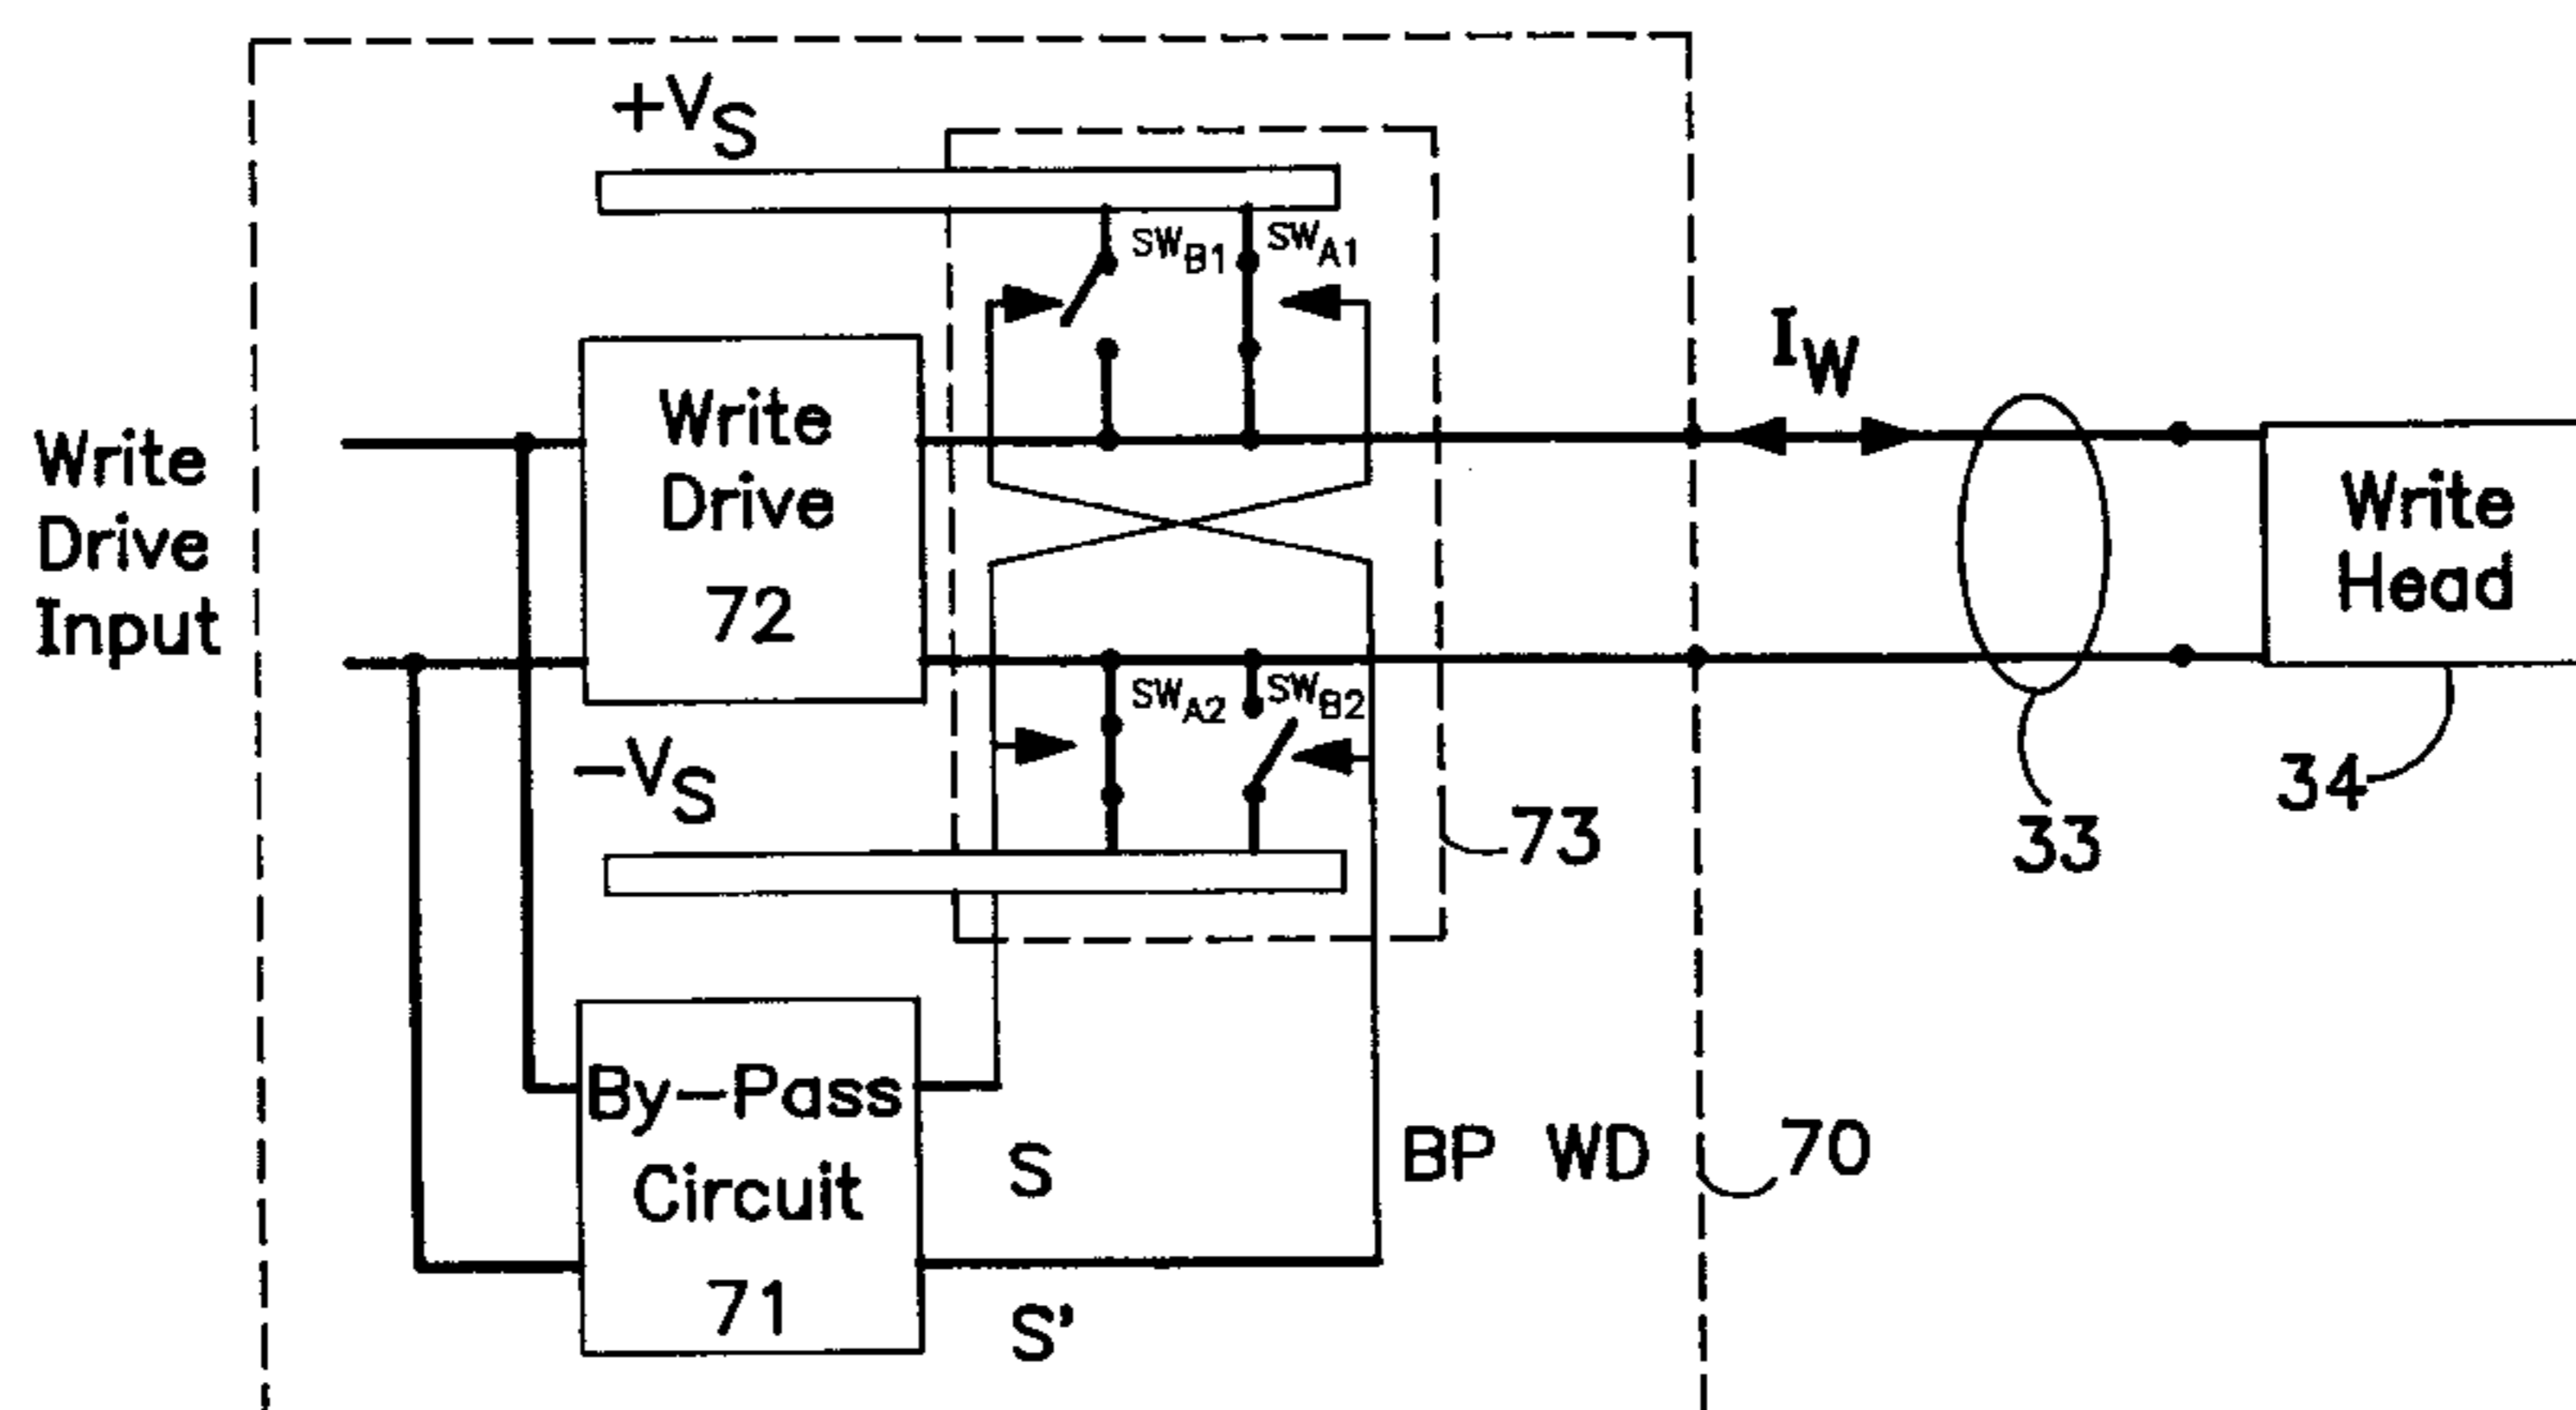 +VS
SWB1
SWA1
IW
Write
Drive
Input
Write
Drive
72
Write
Head
SWA2
SWB2
-VS
34
73
33
By-Pass
Circuit
71
S
BP WD
70
S'